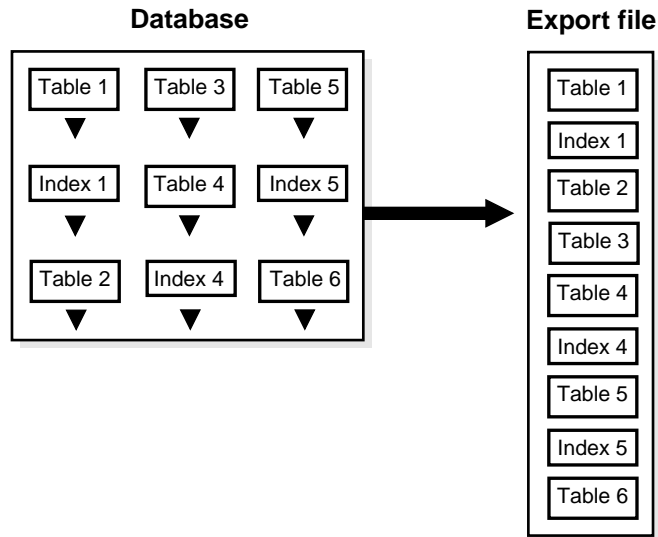 Database
Export file
Table 1 Table 3 Table 5
Index 1 Table 4 Index 5
Table 2 Index 4 Table 6
Table 1
Index 1
Table 2
Table 3
Table 4
Index 4
Table 5
Index 5
Table 6